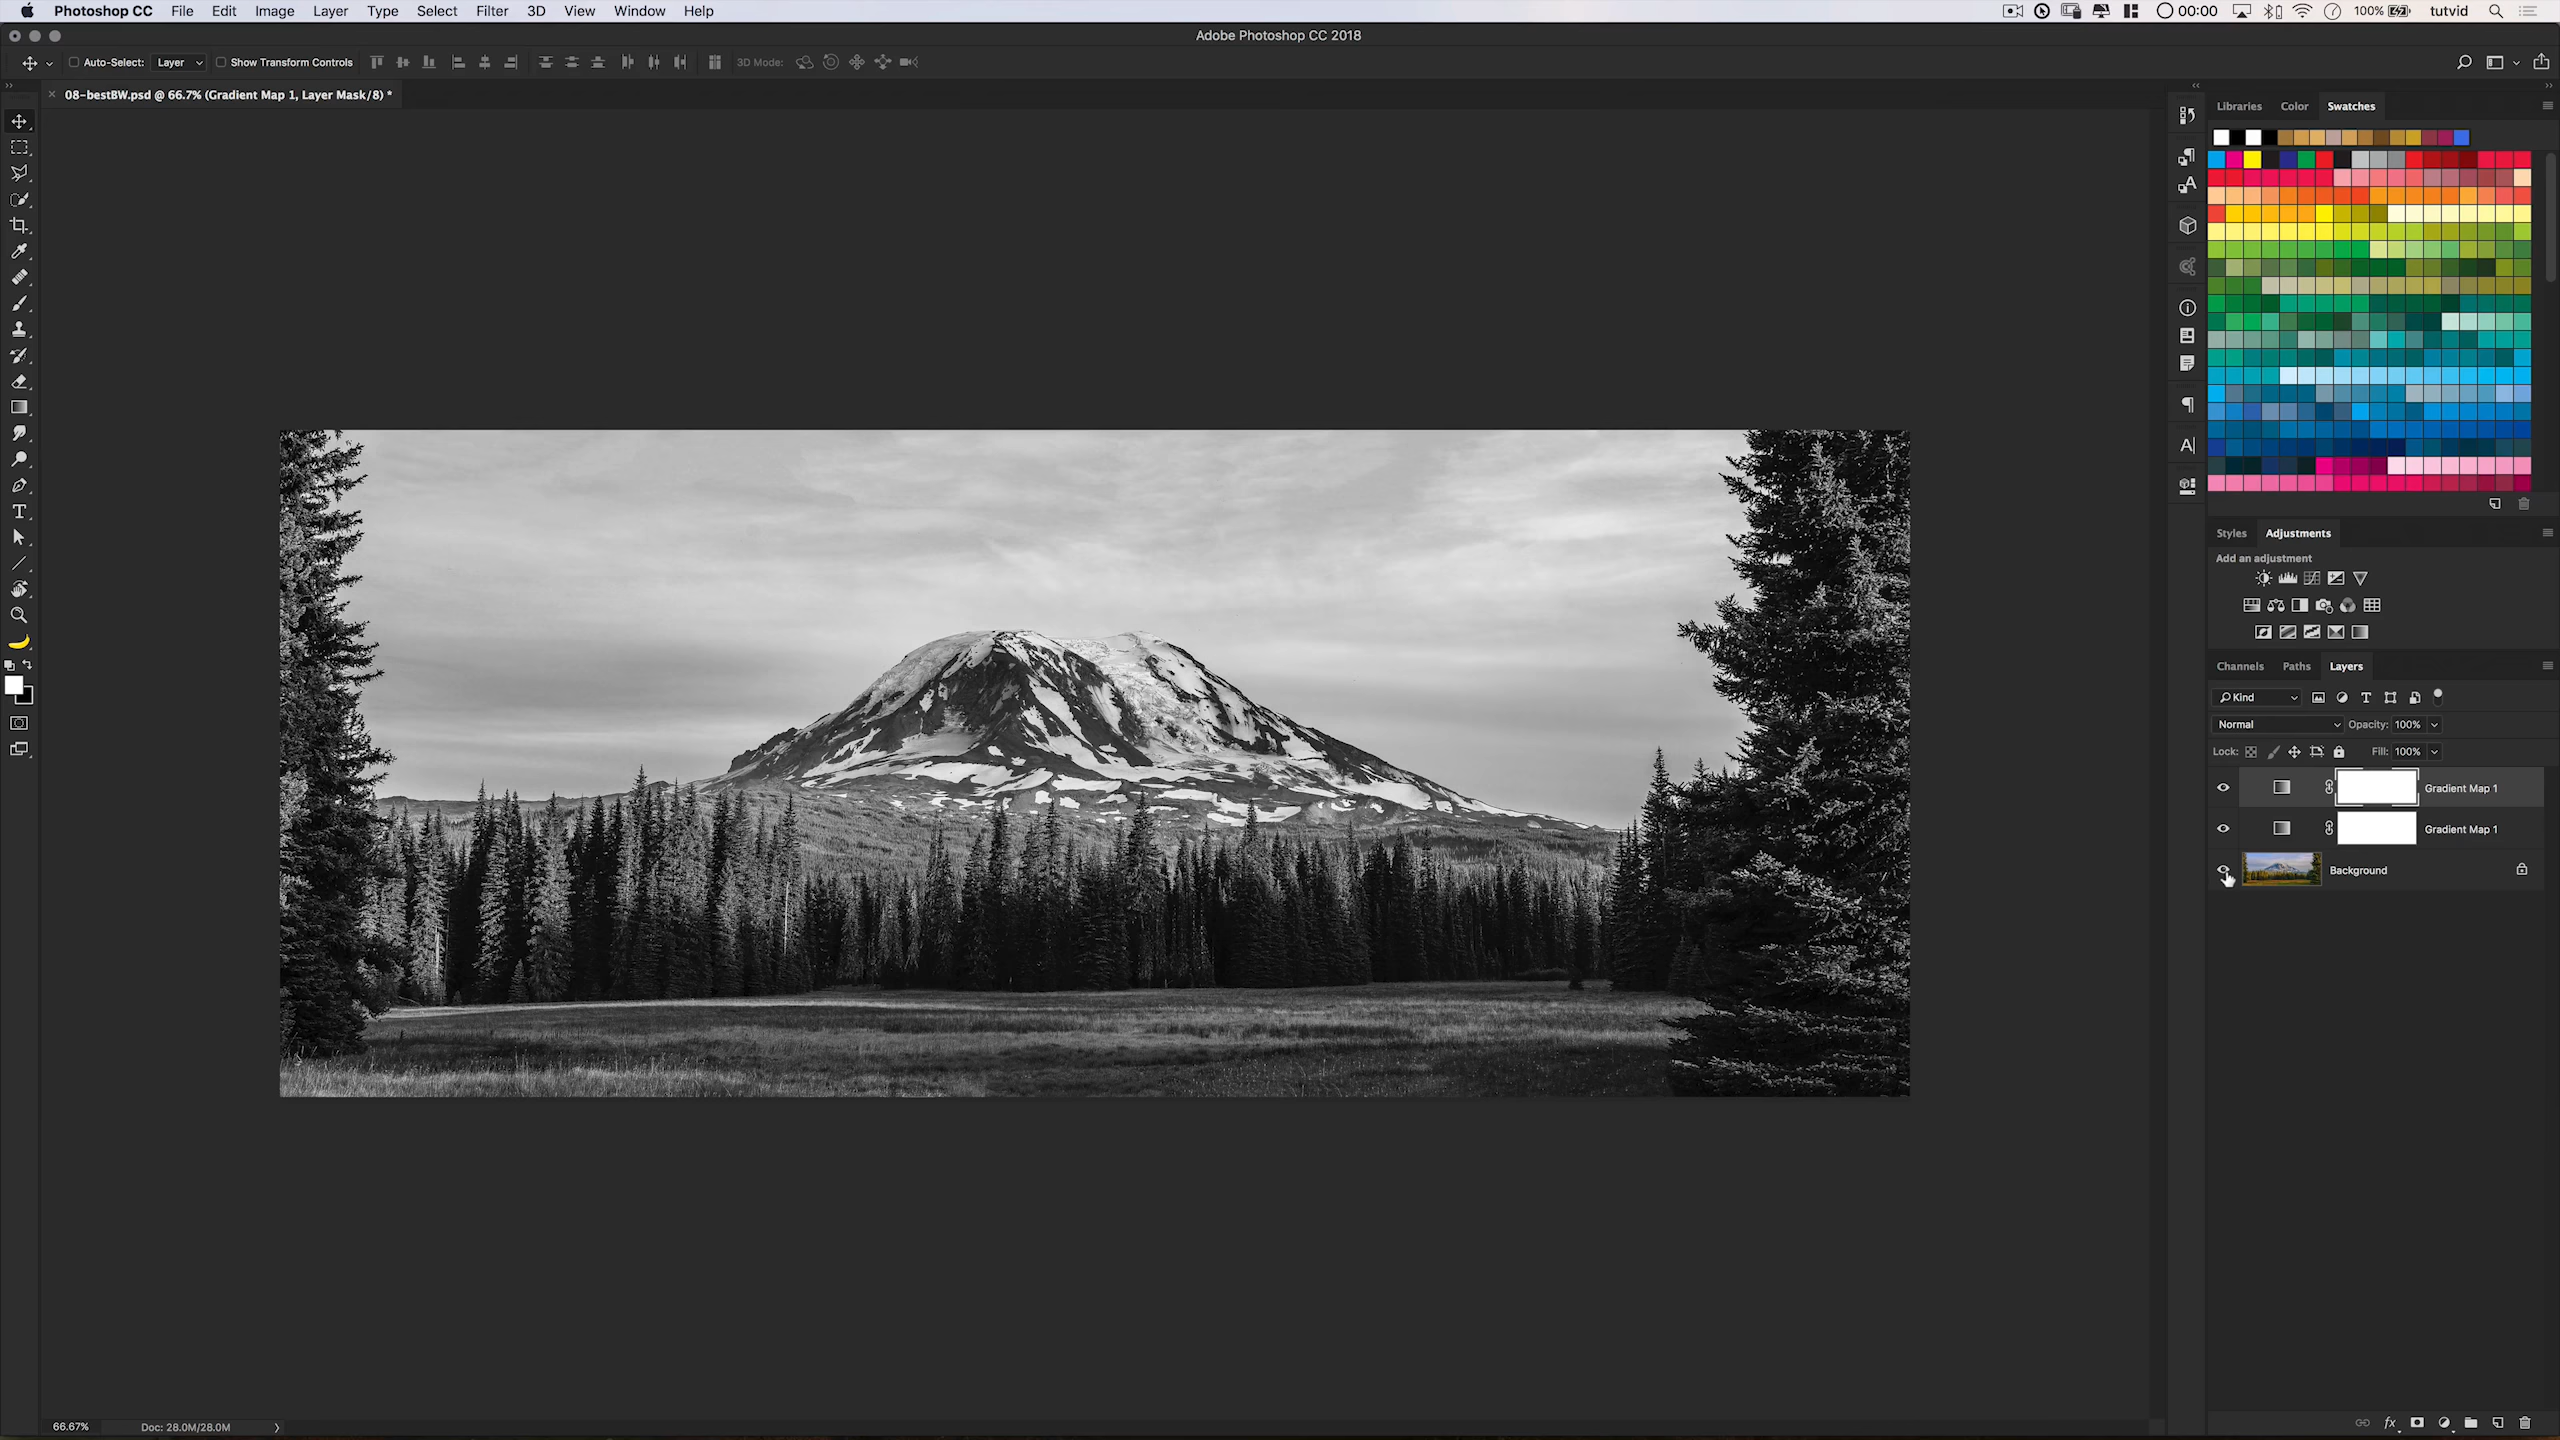 Photoshop CC File Edit Image Layer Type Select Filter 3D View Window Help 00:00 100% tutvid
Adobe Photoshop CC 2018
Auto-Select: Layer Show Transform Controls 3D Mode:
08-bestBW.psd @ 66.7% (Gradient Map 1, Layer Mask/8) *
Libraries Color Swatches
Styles Adjustments
Add an adjustment
Channels Paths Layers
Kind
Normal Opacity: 100%
Lock: Fill: 100%
Gradient Map 1
Gradient Map 1
Background
66.67% Doc: 28.0M/28.0M